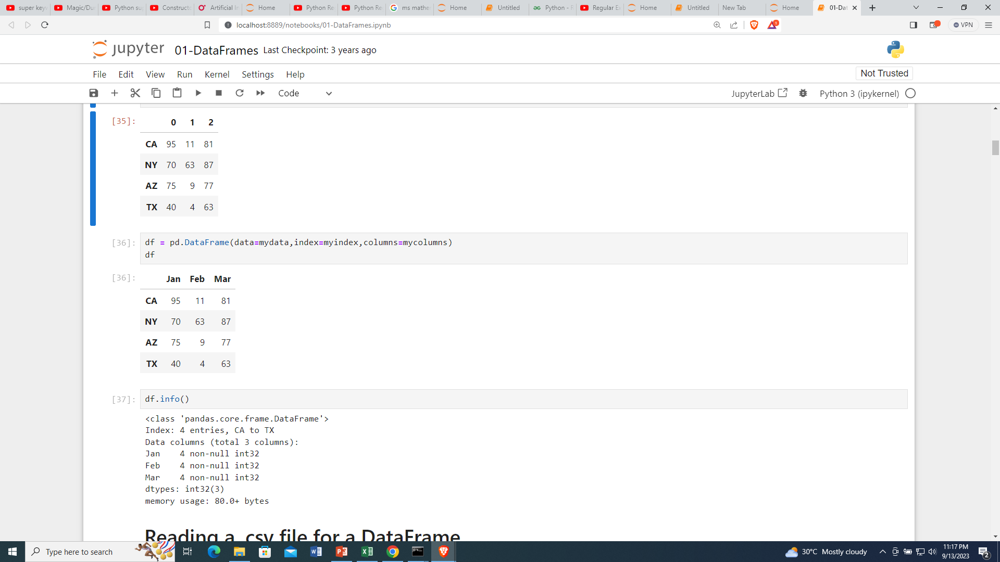 super keyw
Magic/Dun
Python sup
Constructo
Artificial In
Home
Python Re
Python Re
ms mather
Home
Untitled
Python - R
Regular Ex
Home
Untitled
New Tab
Home
01-Dat
localhost:8889/notebooks/01-DataFrames.ipynb
1
VPN
jupyter 01-DataFrames Last Checkpoint: 3 years ago
File Edit View Run Kernel Settings Help
Not Trusted
Code
JupyterLab
Python 3 (ipykernel)
[35]:
0 1 2
CA 95 11 81
NY 70 63 87
AZ 75 9 77
TX 40 4 63
[36]: df = pd.DataFrame(data=mydata,index=myindex,columns=mycolumns)
df
[36]:
Jan Feb Mar
CA 95 11 81
NY 70 63 87
AZ 75 9 77
TX 40 4 63
[37]: df.info()
<class 'pandas.core.frame.DataFrame'>
Index: 4 entries, CA to TX
Data columns (total 3 columns):
Jan 4 non-null int32
Feb 4 non-null int32
Mar 4 non-null int32
dtypes: int32(3)
memory usage: 80.0+ bytes
Reading a .csv file for a DataFrame
Type here to search
30°C Mostly cloudy
11:17 PM
9/13/2023
2